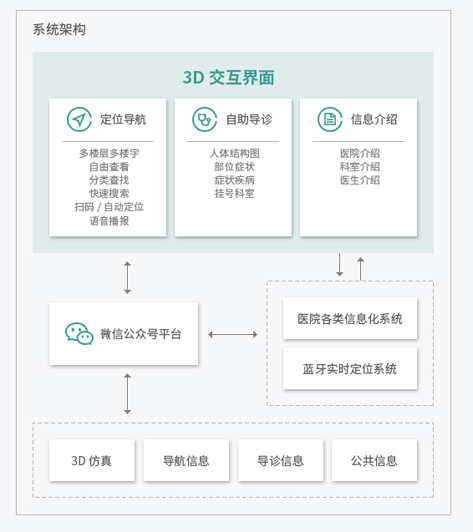 系统架构
3D 交互界面
定位导航
多楼层多楼宇
自由查看
分类查找
快速搜索
扫码 / 自动定位
语音播报
自助导诊
人体结构图
部位症状
症状疾病
挂号科室
信息介绍
医院介绍
科室介绍
医生介绍
微信公众号平台
医院各类信息化系统
蓝牙实时定位系统
3D 仿真
导航信息
导诊信息
公共信息